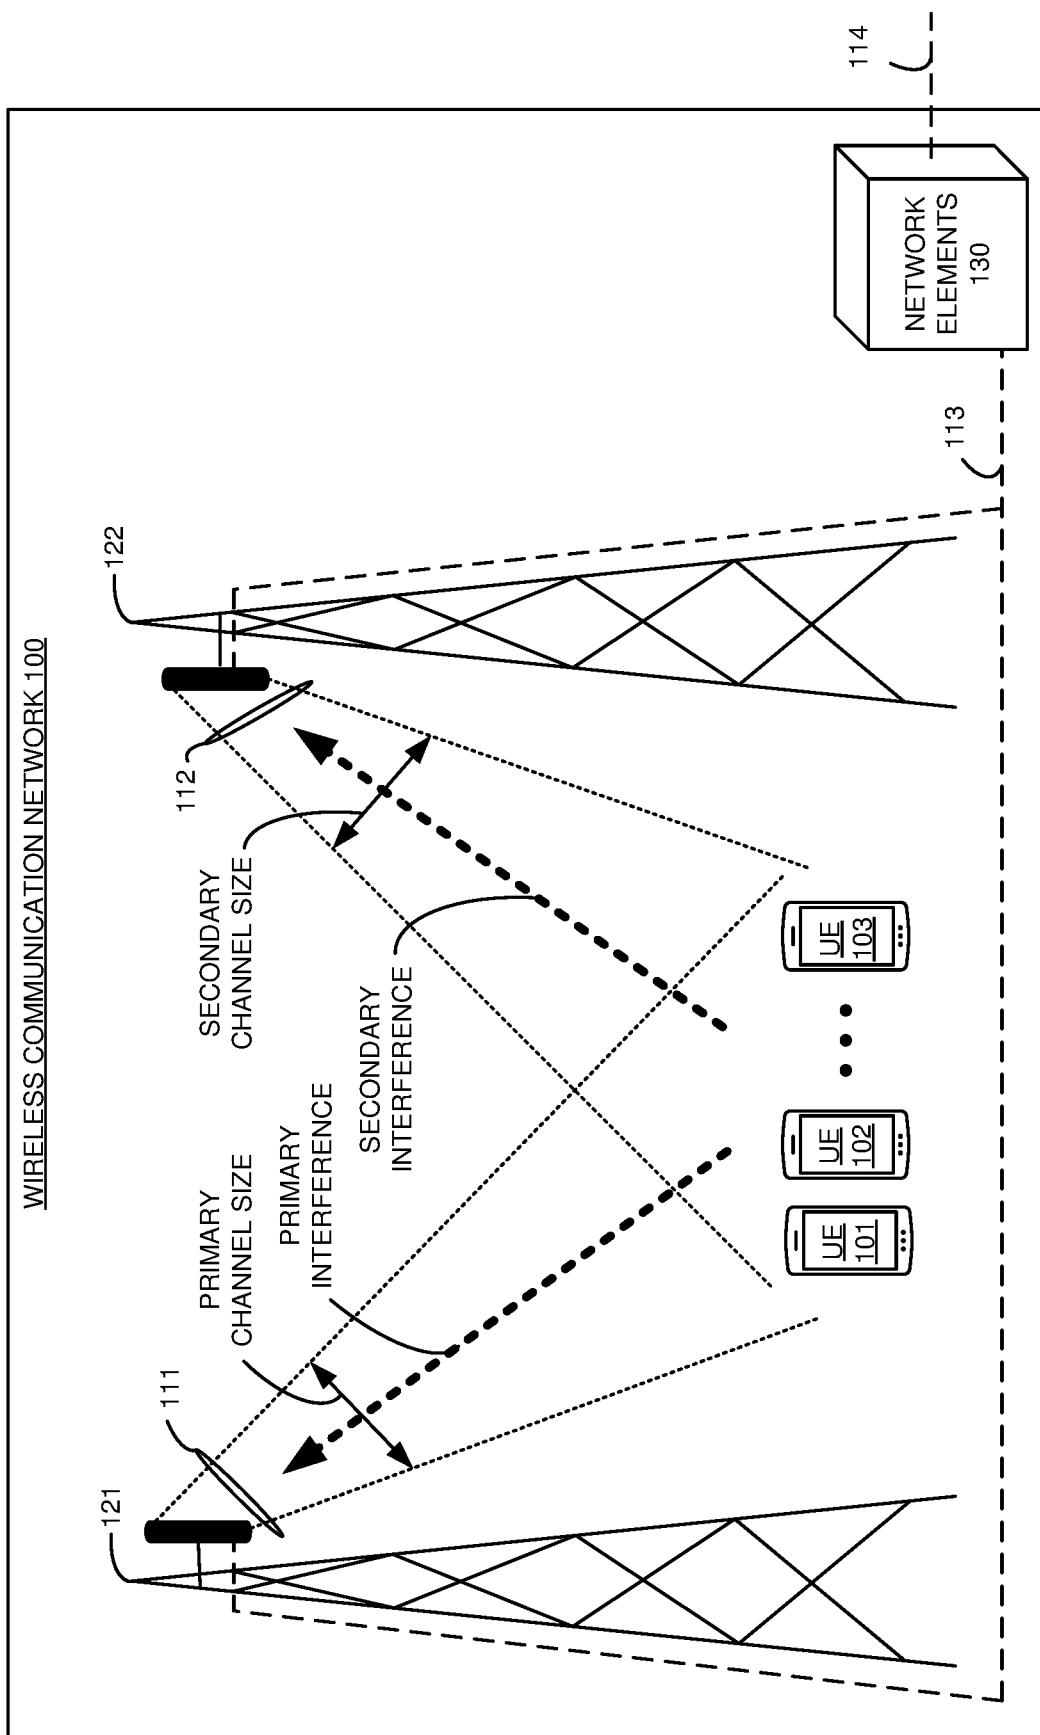 WIRELESS COMMUNICATION NETWORK 100
121
122
111
112
PRIMARY
CHANNEL SIZE
SECONDARY
CHANNEL SIZE
PRIMARY
INTERFERENCE
SECONDARY
INTERFERENCE
UE
101
UE
102
UE
103
NETWORK
ELEMENTS
130
113
114